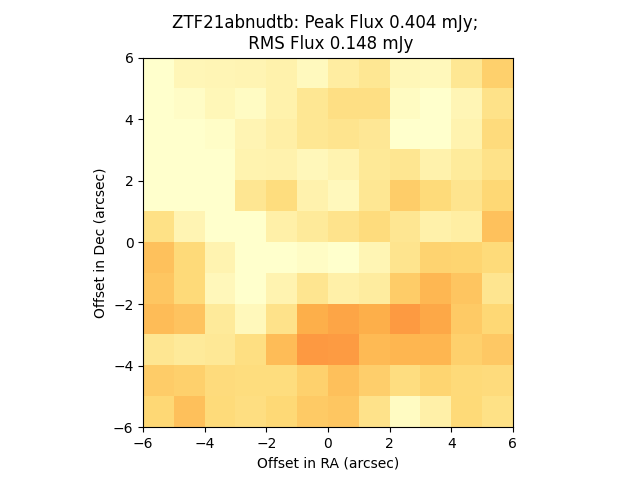 ZTF21abnudtb: Peak Flux 0.404 mJy;
RMS Flux 0.148 mJy
6
4
2
0
−2
−4
−6
Offset in Dec (arcsec)
−6 −4 −2 0 2 4 6
Offset in RA (arcsec)